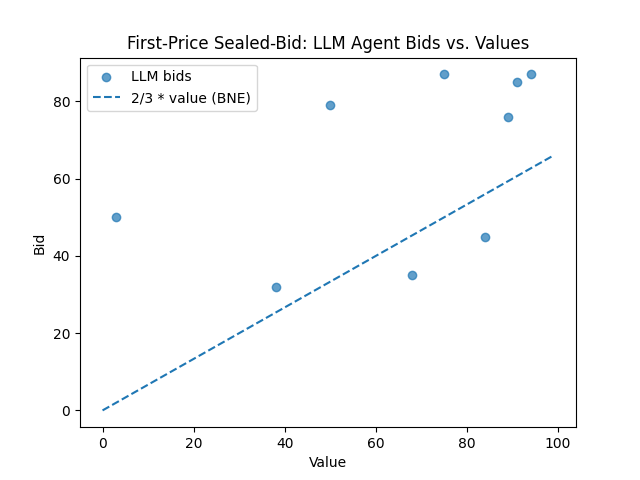 First-Price Sealed-Bid: LLM Agent Bids vs. Values
LLM bids
2/3 * value (BNE)
80
60
40
20
0
Bid
0 20 40 60 80 100
Value